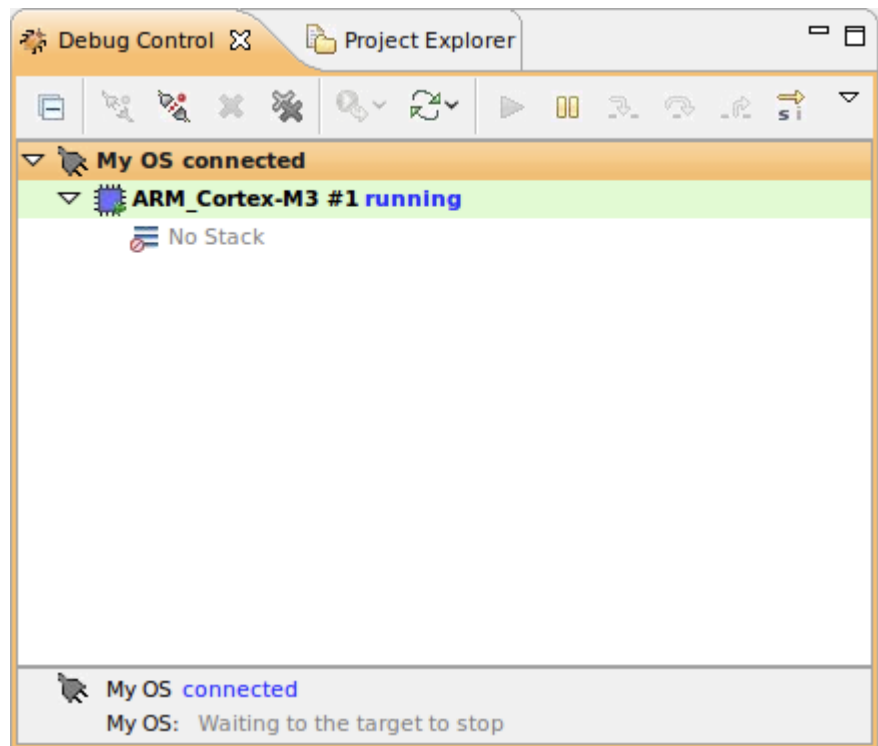 Debug Control Project Explorer
s i
My OS connected
ARM_Cortex-M3 #1 running
No Stack
My OS connected
My OS: Waiting to the target to stop